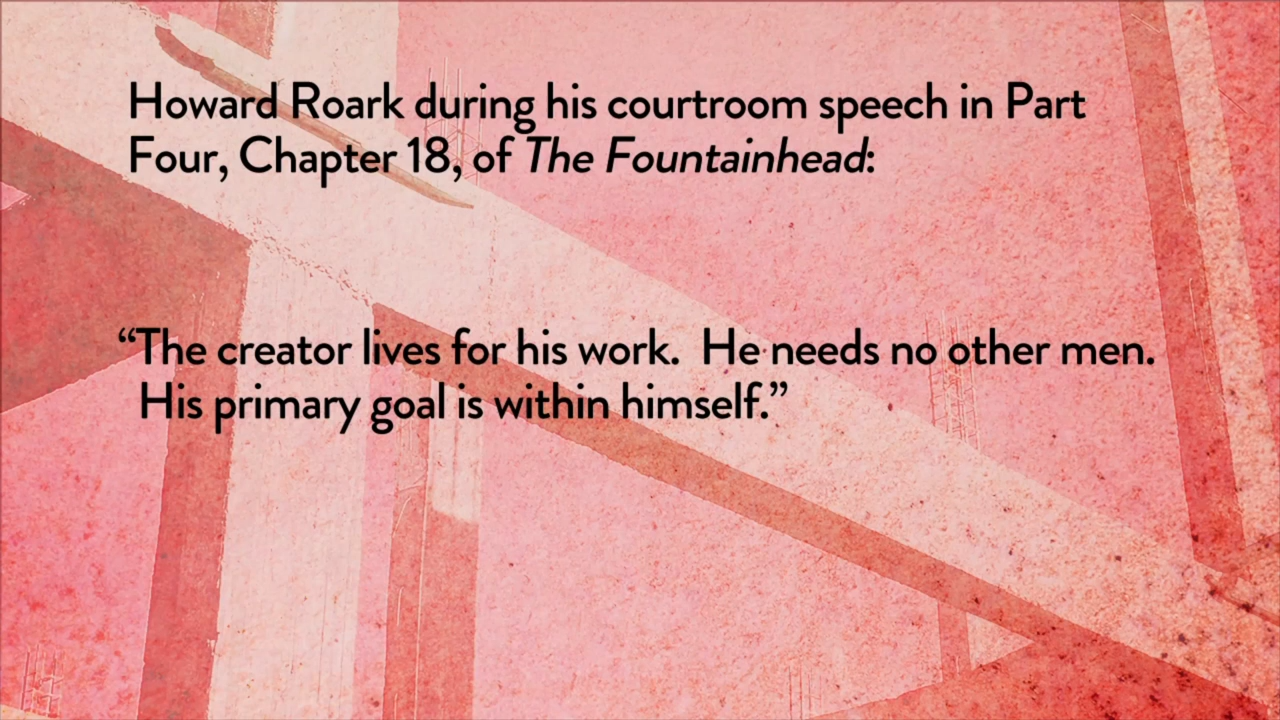 Howard Roark during his courtroom speech in Part
Four, Chapter 18, of The Fountainhead:
“The creator lives for his work.  He needs no other men.
His primary goal is within himself.”